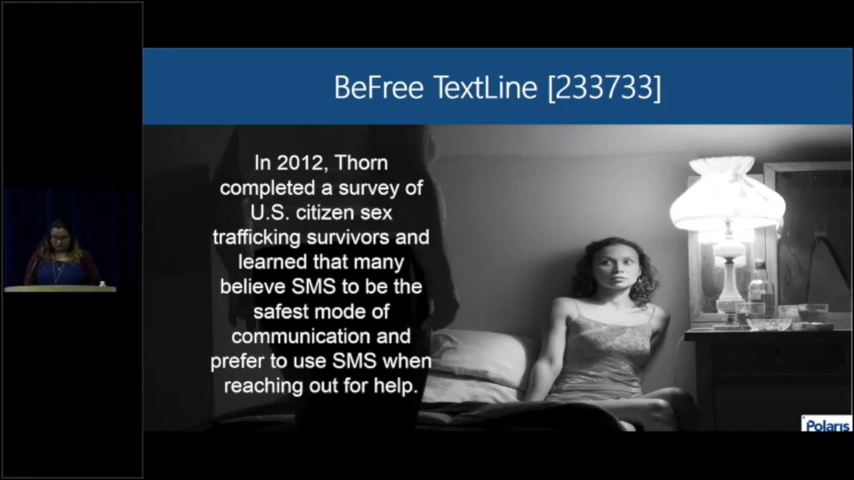 BeFree TextLine [233733]
In 2012, Thorn
completed a survey of
U.S. citizen sex
trafficking survivors and
learned that many
believe SMS to be the
safest mode of
communication and
prefer to use SMS when
reaching out for help.
Polaris